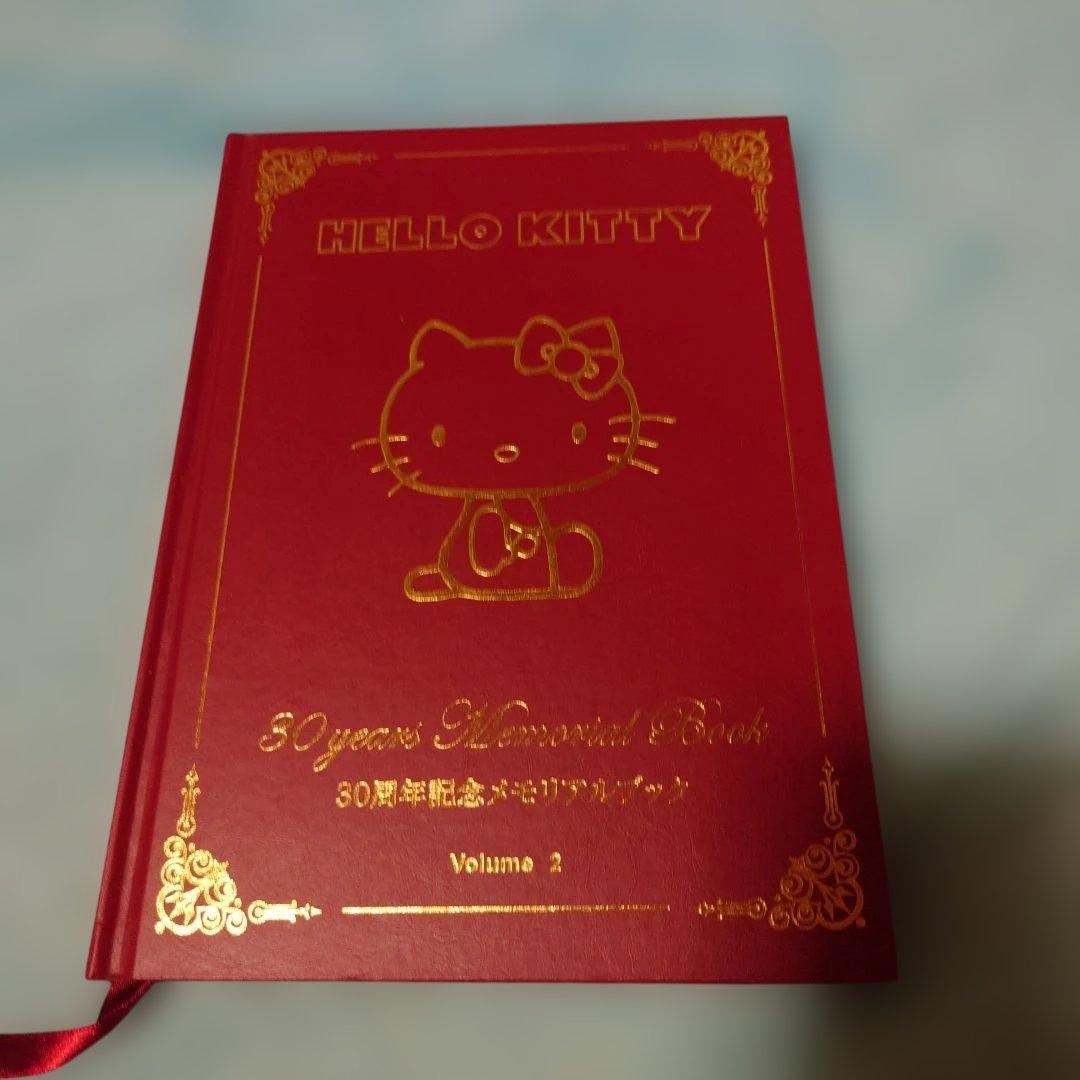 HELLO KITTY
30 years Memorial Book
30周年記念メモリアルブック
Volume 2